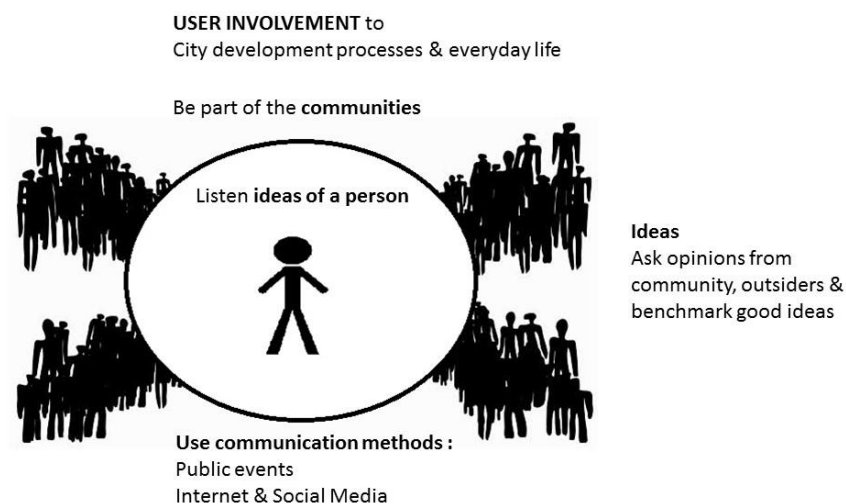 USER INVOLVEMENT to
City development processes & everyday life
Be part of the communities
Listen ideas of a person
Ideas
Ask opinions from
community, outsiders &
benchmark good ideas
Use communication methods :
Public events
Internet & Social Media